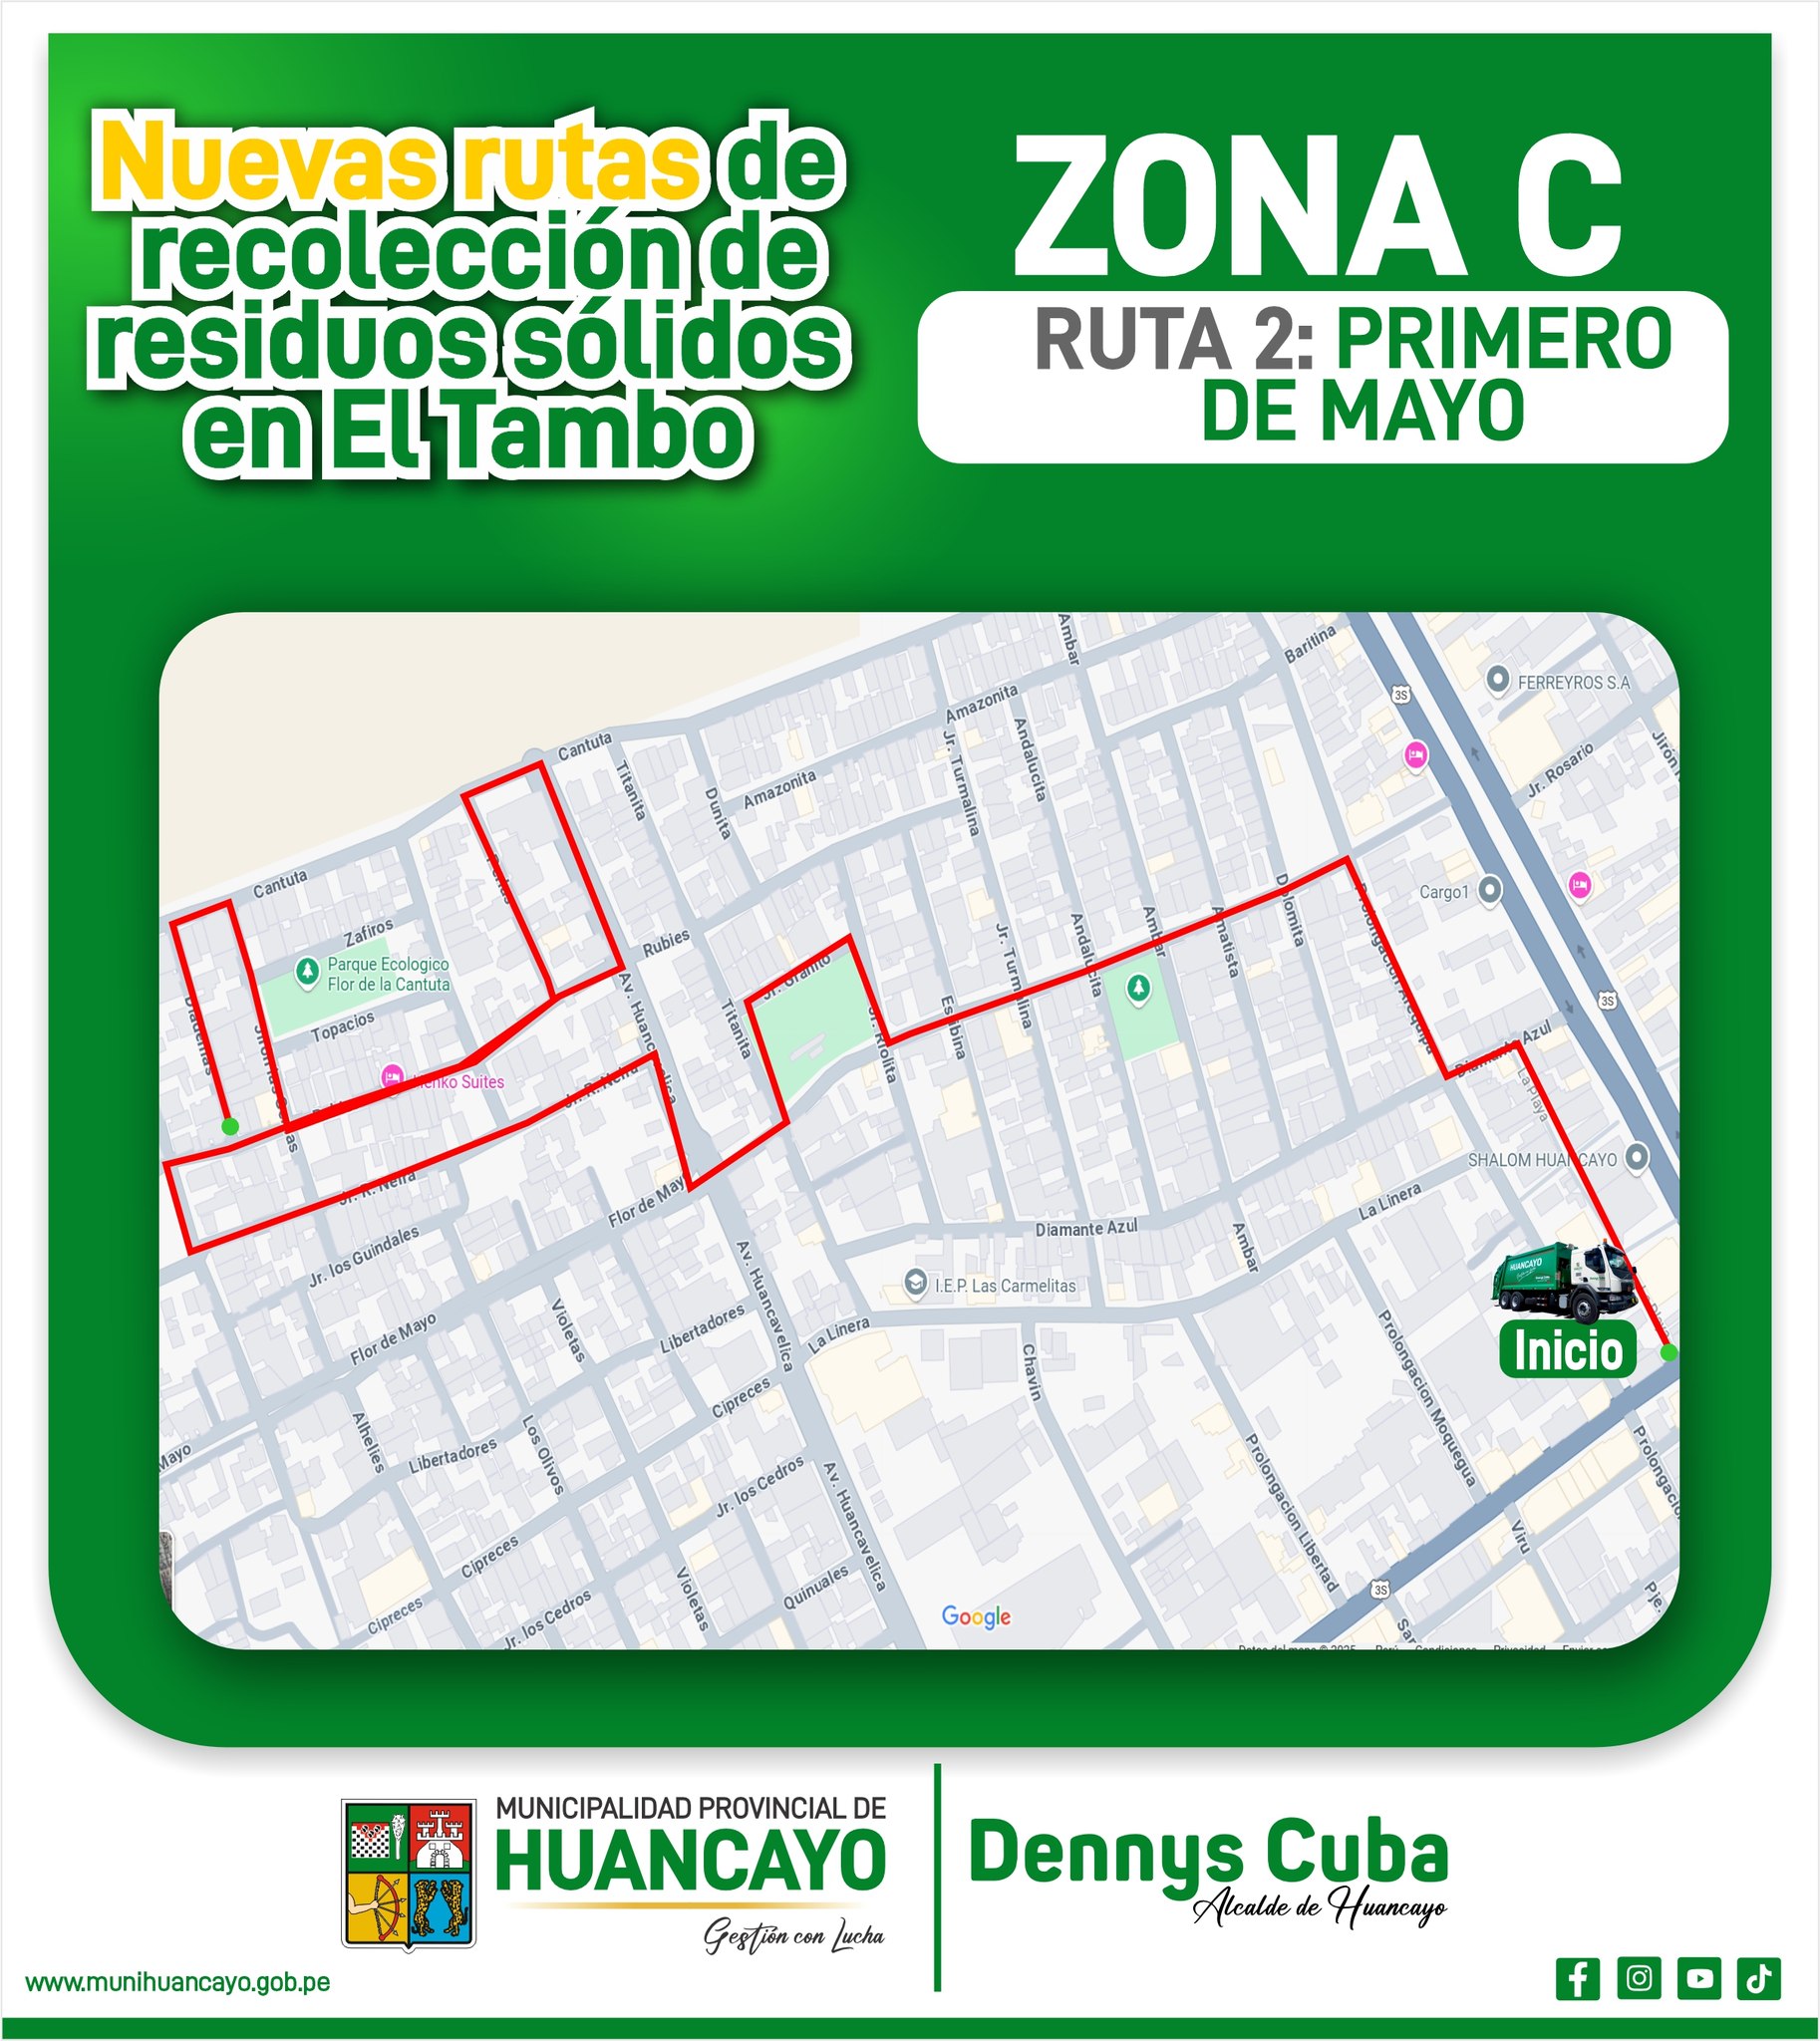 Nuevas rutas de
recolección de
residuos sólidos
en El Tambo
ZONA C
RUTA 2: PRIMERO
DE MAYO
Ambar
Baritina
3S
FERREYROS S.A
Amazonita
Cantuta
Titanita
Dunita
Amazonita
Jr. Turmalina
Andalucita
Jr. Rosario
Cantuta
Zafiros
Parque Ecologico
Flor de la Cantuta
Topacios
Rubies
Av. Huancavelica
Titanita
Jr. Granito
Jr. Riolita
Jr. Turmalina
Andalucita
Ambar
Amatista
Dolomita
Prolongacion Arequipa
Cargo1
3S
Diamante Azul
La Playa
SHALOM HUANCAYO
Jr. R. Neira
Jr. R. Neira
Jr. los Guindales
Flor de Mayo
Flor de Mayo
Diamante Azul
Ambar
La Linera
I.E.P. Las Carmelitas
HUANCAYO
Inicio
Av. Huancavelica
La Linera
Violetas
Libertadores
Cipreces
Chavin
Prolongacion Moquegua
Mayo
Alhelies
Libertadores
Los Olivos
Jr. los Cedros
Av. Huancavelica
Prolongacion Libertad
Viru
Cipreces
Cipreces
Jr. los Cedros
Violetas
Quinuales
Google
3S
Pje.
MUNICIPALIDAD PROVINCIAL DE
HUANCAYO
Gestión con Lucha
Dennys Cuba
Alcalde de Huancayo
www.munihuancayo.gob.pe